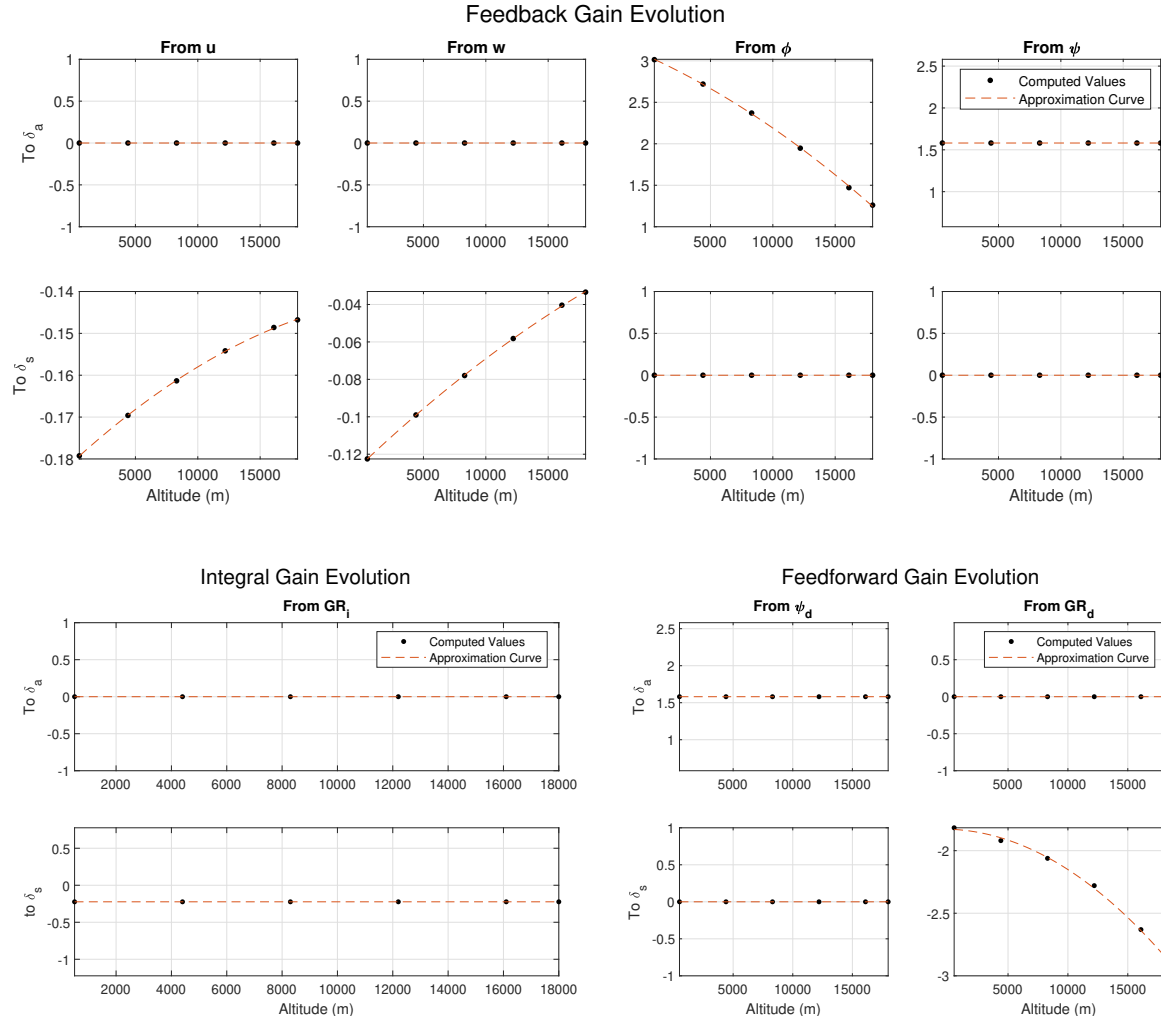 Feedback Gain Evolution
From u
From w
From ϕ
From ψ
To δa
1
0.5
0
-0.5
-1
5000 10000 15000
1
0.5
0
-0.5
-1
5000 10000 15000
3
2.5
2
1.5
1
5000 10000 15000
2.5
2
1.5
1
5000 10000 15000
Computed Values
Approximation Curve
To δs
-0.14
-0.15
-0.16
-0.17
-0.18
5000 10000 15000
Altitude (m)
-0.04
-0.06
-0.08
-0.1
-0.12
5000 10000 15000
Altitude (m)
1
0.5
0
-0.5
-1
5000 10000 15000
Altitude (m)
1
0.5
0
-0.5
-1
5000 10000 15000
Altitude (m)
Integral Gain Evolution
From GRi
To δa
1
0.5
0
-0.5
-1
2000 4000 6000 8000 10000 12000 14000 16000 18000
Computed Values
Approximation Curve
to δs
0.5
0
-0.5
-1
2000 4000 6000 8000 10000 12000 14000 16000 18000
Altitude (m)
Feedforward Gain Evolution
From ψd
From GRd
To δa
2.5
2
1.5
1
5000 10000 15000
0.5
0
-0.5
-1
5000 10000 15000
Computed Values
Approximation Curve
To δs
1
0.5
0
-0.5
-1
5000 10000 15000
Altitude (m)
-2
-2.5
-3
5000 10000 15000
Altitude (m)